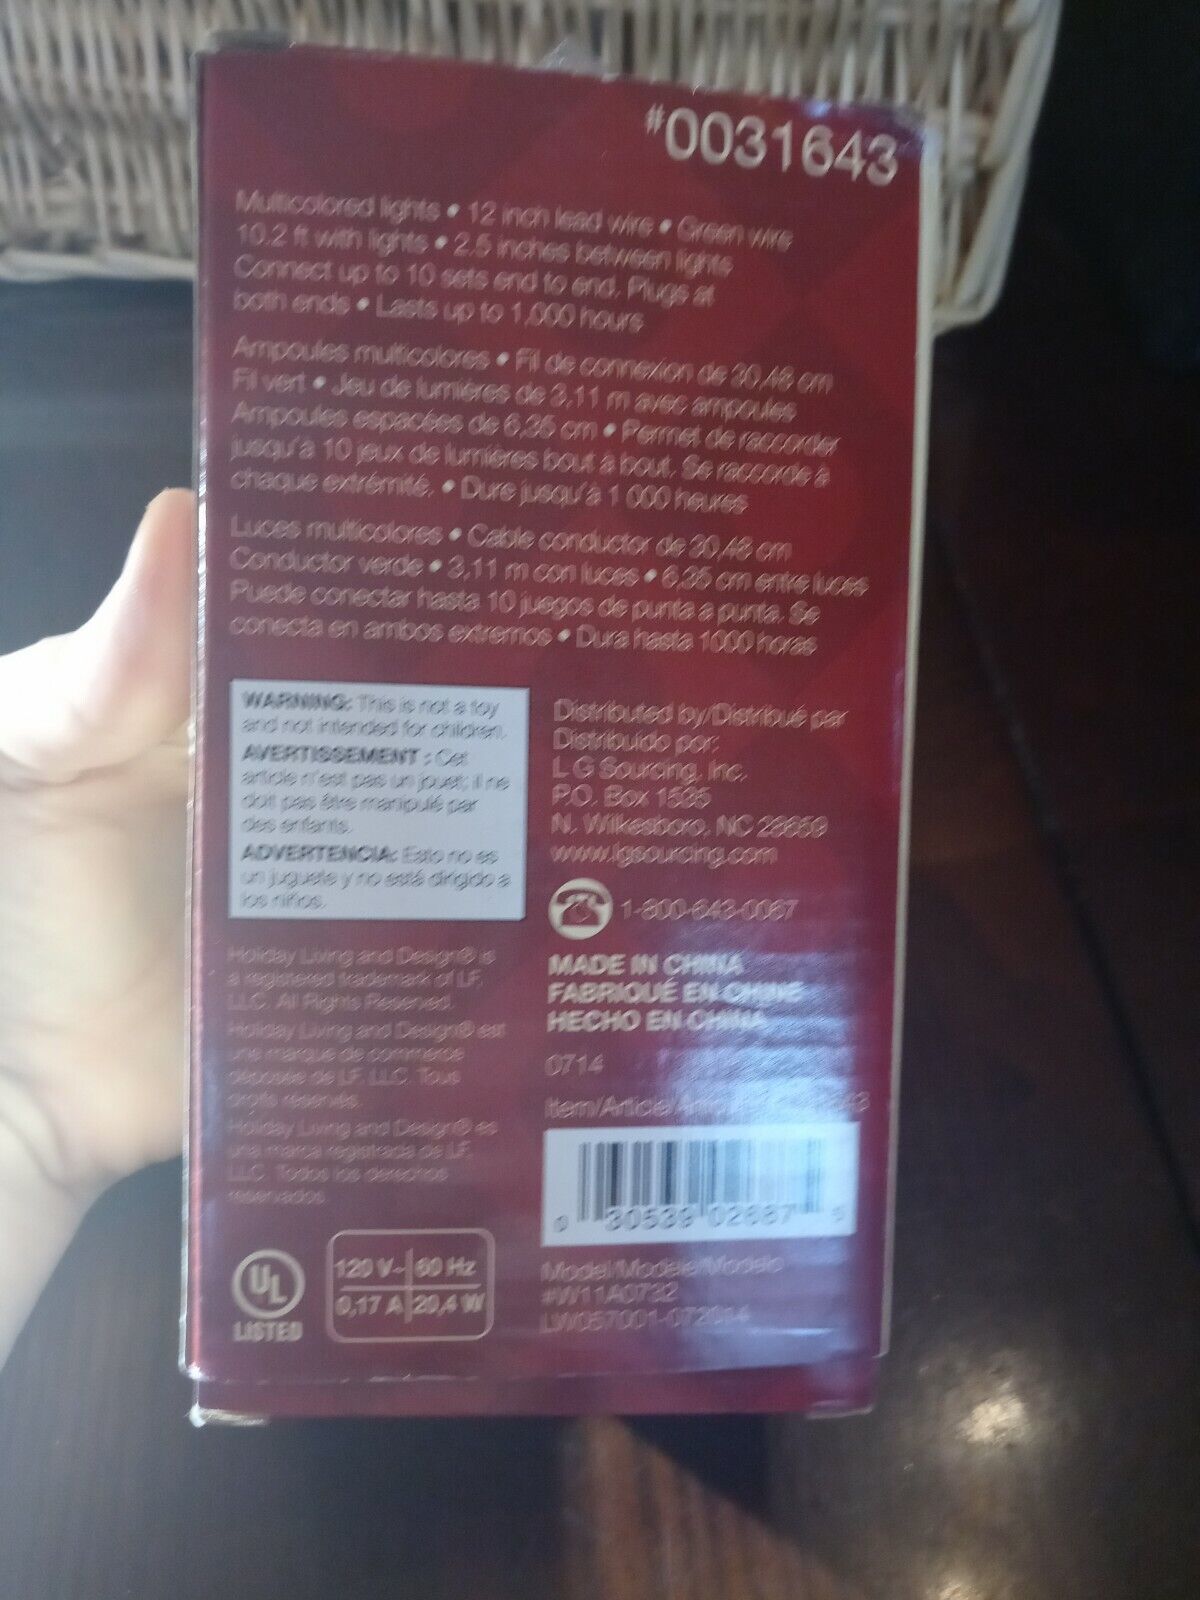 #0031643
Multicolored lights • 12 inch lead wire • Green wire
10.2 ft with lights • 2.5 inches between lights
Connect up to 10 sets end to end. Plugs at
both ends • Lasts up to 1,000 hours
Ampoules multicolores • Fil de connexion de 30,48 cm
Fil vert • Jeu de lumières de 3,11 m avec ampoules
Ampoules espacées de 6,35 cm • Permet de raccorder
jusqu'à 10 jeux de lumières bout à bout. Se raccorde à
chaque extrémité. • Dure jusqu'à 1 000 heures
Luces multicolores • Cable conductor de 30,48 cm
Conductor verde • 3,11 m con luces • 6,35 cm entre luces
Puede conectar hasta 10 juegos de punta a punta. Se
conecta en ambos extremos • Dura hasta 1000 horas
WARNING: This is not a toy
and not intended for children.
AVERTISSEMENT : Cet
article n'est pas un jouet; il ne
doit pas être manipulé par
des enfants.
ADVERTENCIA: Esto no es
un juguete y no está dirigido a
los niños.
Holiday Living and Design® is
a registered trademark of LF,
LLC. All Rights Reserved.
Holiday Living and Design® est
une marque de commerce
déposée de LF, LLC. Tous
droits réservés.
Holiday Living and Design® es
una marca registrada de LF,
LLC. Todos los derechos
reservados.
UL
LISTED
120 V~ 60 Hz
0,17 A 20,4 W
Distributed by/Distribué par
Distribuido por:
L G Sourcing, Inc.
P.O. Box 1535
N. Wilkesboro, NC 28659
www.lgsourcing.com
1-800-643-0067
MADE IN CHINA
FABRIQUÉ EN CHINE
HECHO EN CHINA
0714
Item/Article/
0 30539 02687 5
Model/Modèle/Modelo
#W11A0732
LW057001-072014